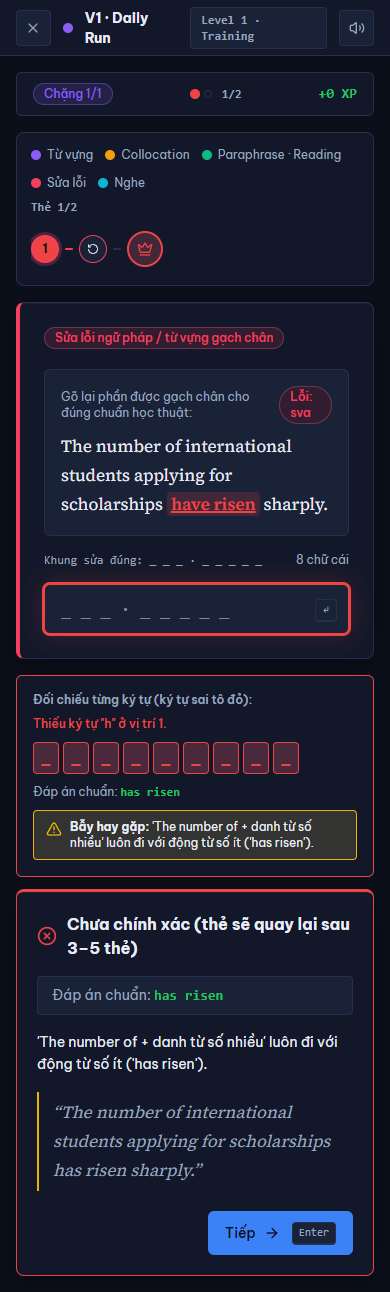 V1 · Daily
Run
Level 1 ·
Training
Chặng 1/1
1/2
+0 XP
Từ vựng
Collocation
Paraphrase · Reading
Sửa lỗi
Nghe
Thẻ 1/2
1
Sửa lỗi ngữ pháp / từ vựng gạch chân
Gõ lại phần được gạch chân cho
đúng chuẩn học thuật:
Lỗi:
sva
The number of international
students applying for
scholarships have risen sharply.
Khung sửa đúng: _ _ _ · _ _ _ _ _
8 chữ cái
_ _ _ · _ _ _ _ _
↵
Đối chiếu từng ký tự (ký tự sai tô đỏ):
Thiếu ký tự "h" ở vị trí 1.
_ _ _ _ _ _ _ _ _
Đáp án chuẩn: has risen
Bẫy hay gặp: 'The number of + danh từ số
nhiều' luôn đi với động từ số ít ('has risen').
Chưa chính xác (thẻ sẽ quay lại sau
3–5 thẻ)
Đáp án chuẩn: has risen
'The number of + danh từ số nhiều' luôn đi với
động từ số ít ('has risen').
“The number of international
students applying for scholarships
has risen sharply.”
Tiếp → Enter